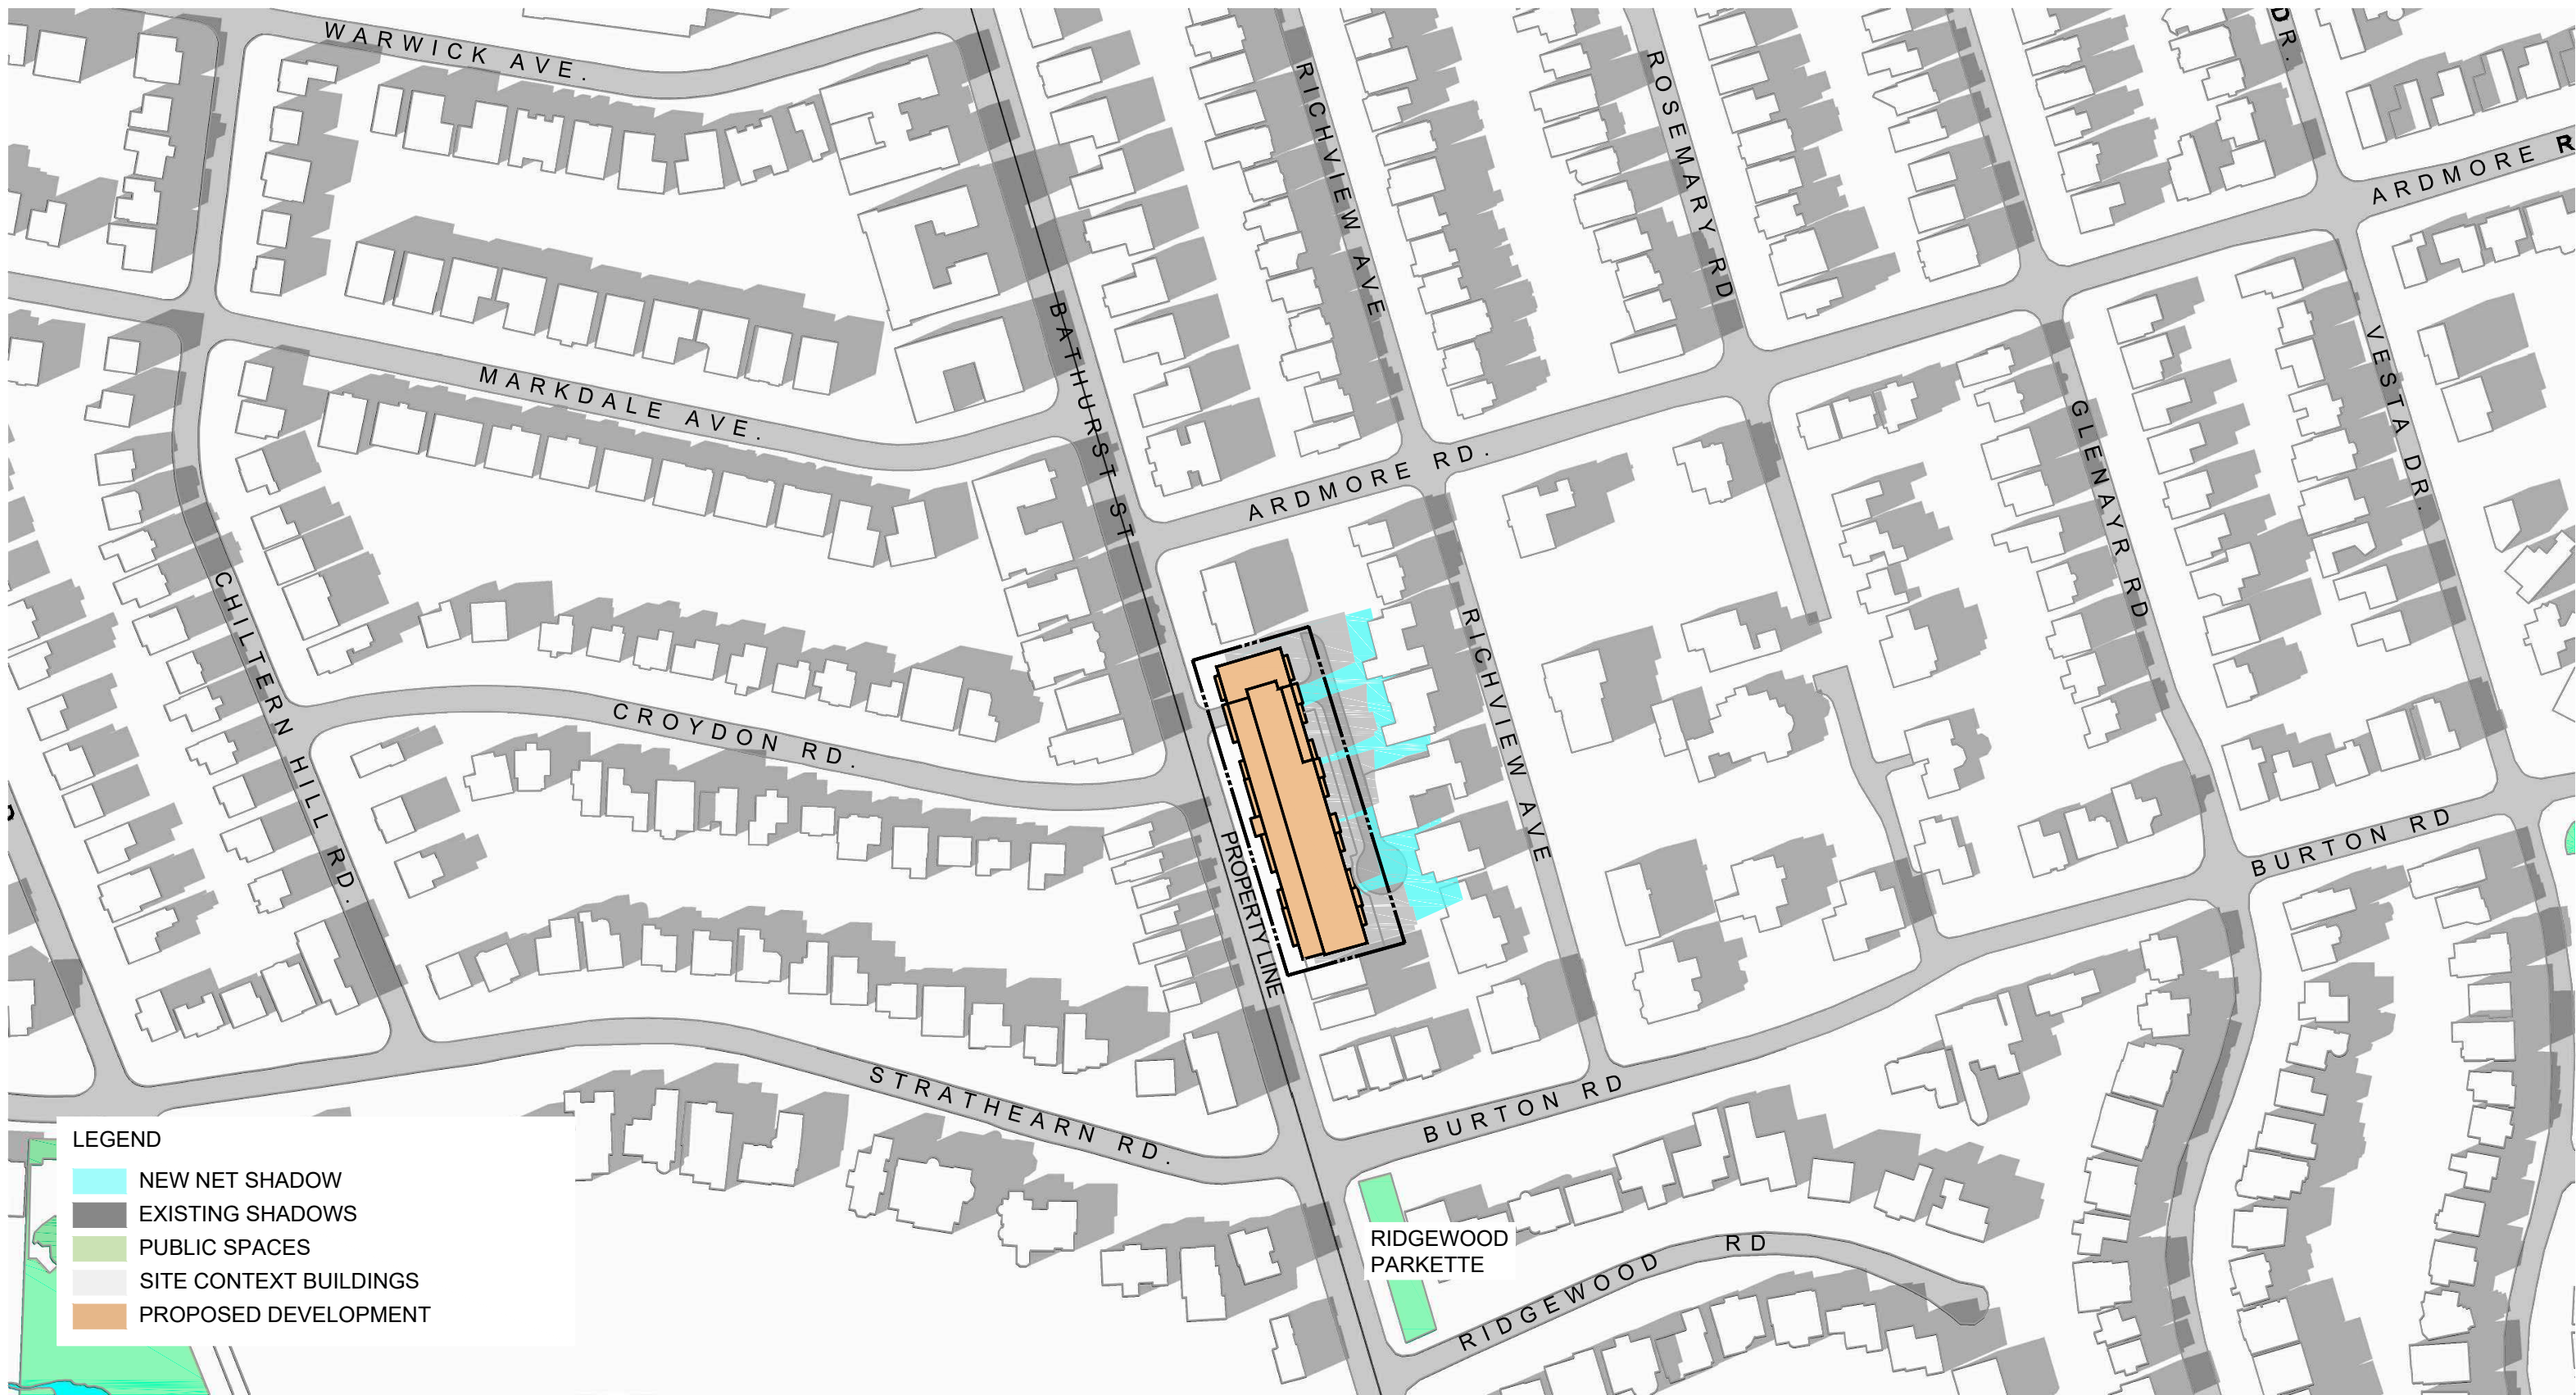 WARWICK AVE.
RICHVIEW AVE
ROSEMARY RD
DR.
ARDMORE R
MARKDALE AVE.
BATHURST ST
ARDMORE RD.
GLENAYR RD
VESTA DR.
CHILTERN HILL RD.
CROYDON RD.
RICHVIEW AVE
PROPERTY LINE
BURTON RD
STRATHEARN RD.
BURTON RD
RIDGEWOOD
PARKETTE
RIDGEWOOD RD
LEGEND
NEW NET SHADOW
EXISTING SHADOWS
PUBLIC SPACES
SITE CONTEXT BUILDINGS
PROPOSED DEVELOPMENT